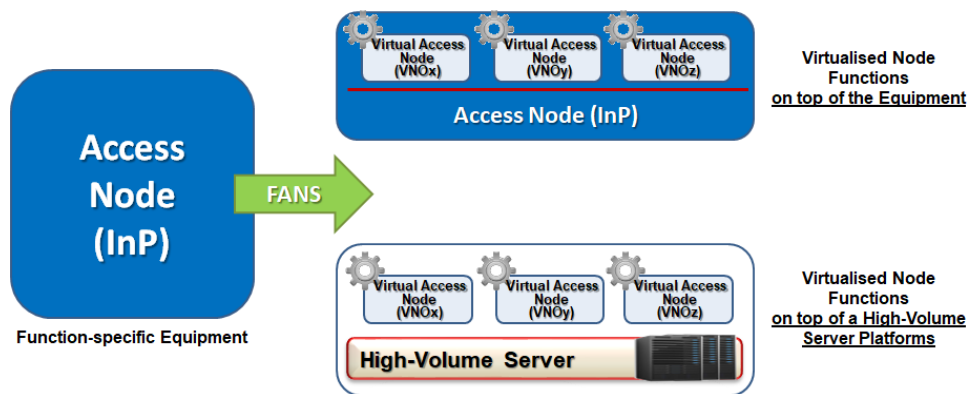 Access
Node
(InP)
Function-specific Equipment
FANS
Virtual Access
Node
(VNOx)
Virtual Access
Node
(VNOy)
Virtual Access
Node
(VNOz)
Access Node (InP)
Virtualised Node
Functions
on top of the Equipment
Virtual Access
Node
(VNOx)
Virtual Access
Node
(VNOy)
Virtual Access
Node
(VNOz)
High-Volume Server
Virtualised Node
Functions
on top of a High-Volume
Server Platforms